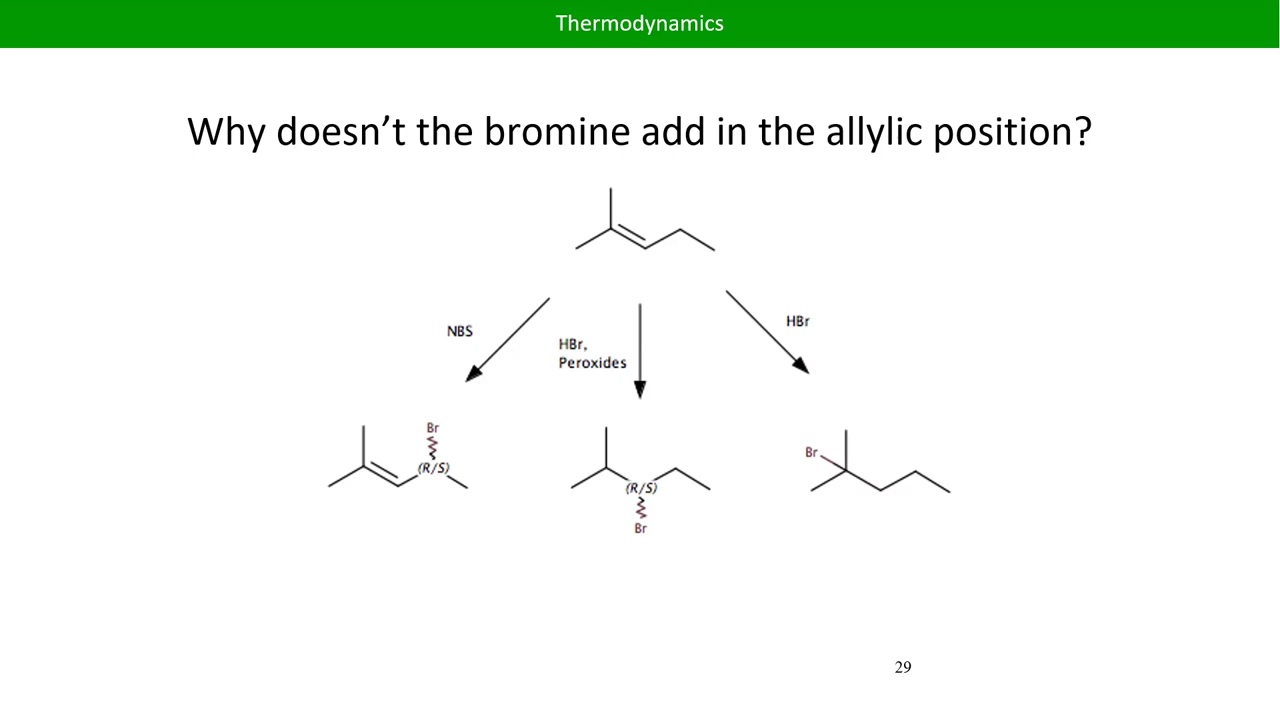 Thermodynamics
Why doesn’t the bromine add in the allylic position?
NBS
HBr,
Peroxides
HBr
Br
(R/S)
(R/S)
Br
Br
29